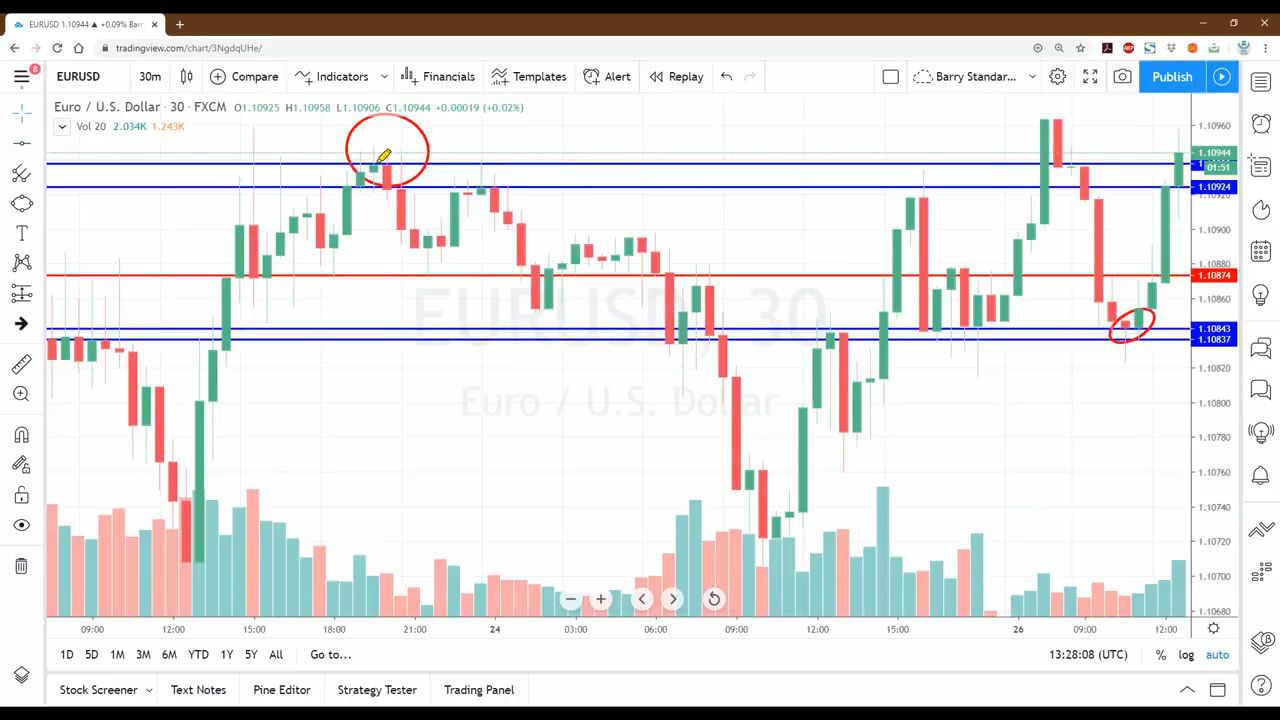 EURUSD 1.10944 ▲ +0.09% Barr
tradingview.com/chart/3NgdqUHe/
8 EURUSD 30m Compare Indicators Financials Templates Alert Replay Barry Standar... Publish
Euro / U.S. Dollar · 30 · FXCM O1.10925 H1.10958 L1.10906 C1.10944 +0.00019 (+0.02%)
Vol 20 2.034K 1.243K
1.10960
1.10944
01:51
1.10924
1.10900
1.10880
1.10874
1.10860
1.10843
1.10837
1.10820
1.10800
1.10780
1.10760
1.10740
1.10720
1.10700
1.10680
EURUSD, 30
Euro / U.S. Dollar
09:00 12:00 15:00 18:00 21:00 24 03:00 06:00 09:00 12:00 15:00 26 09:00 12:00
1D 5D 1M 3M 6M YTD 1Y 5Y All Go to... 13:28:08 (UTC) % log auto
Stock Screener Text Notes Pine Editor Strategy Tester Trading Panel